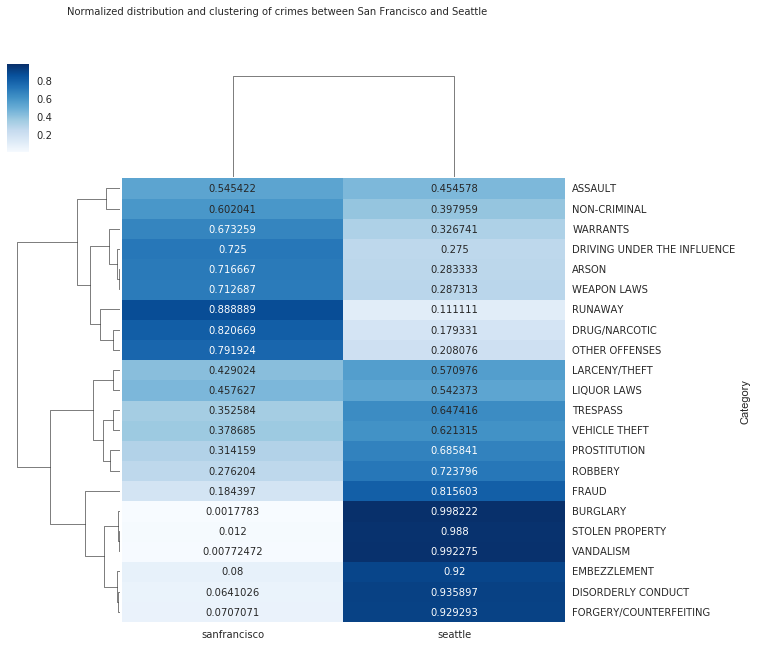 Normalized distribution and clustering of crimes between San Francisco and Seattle
0.8
0.6
0.4
0.2
0.545422 0.454578 ASSAULT
0.602041 0.397959 NON-CRIMINAL
0.673259 0.326741 WARRANTS
0.725 0.275 DRIVING UNDER THE INFLUENCE
0.716667 0.283333 ARSON
0.712687 0.287313 WEAPON LAWS
0.888889 0.111111 RUNAWAY
0.820669 0.179331 DRUG/NARCOTIC
0.791924 0.208076 OTHER OFFENSES
0.429024 0.570976 LARCENY/THEFT
0.457627 0.542373 LIQUOR LAWS
0.352584 0.647416 TRESPASS
0.378685 0.621315 VEHICLE THEFT
0.314159 0.685841 PROSTITUTION
0.276204 0.723796 ROBBERY
0.184397 0.815603 FRAUD
0.0017783 0.998222 BURGLARY
0.012 0.988 STOLEN PROPERTY
0.00772472 0.992275 VANDALISM
0.08 0.92 EMBEZZLEMENT
0.0641026 0.935897 DISORDERLY CONDUCT
0.0707071 0.929293 FORGERY/COUNTERFEITING
Category
sanfrancisco seattle